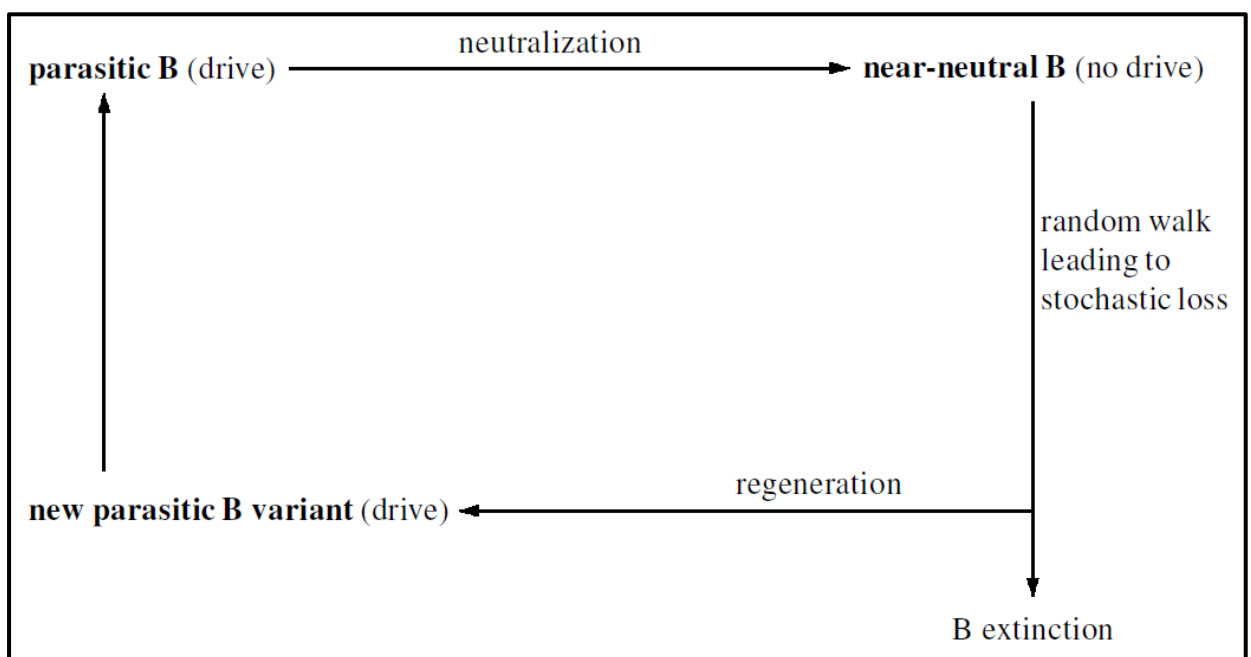 neutralization
parasitic B (drive)
near-neutral B (no drive)
random walk
leading to
stochastic loss
regeneration
new parasitic B variant (drive)
B extinction